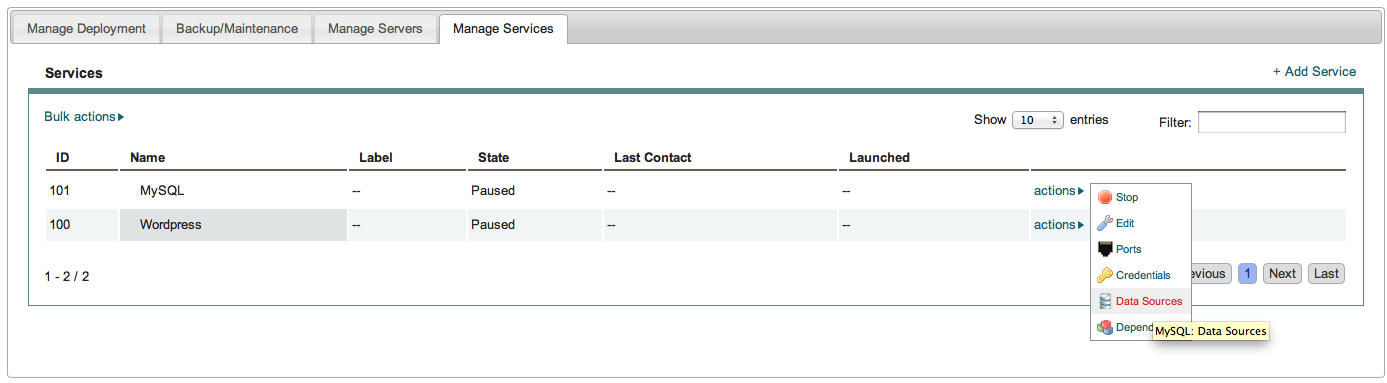 Manage Deployment Backup/Maintenance Manage Servers Manage Services
Services + Add Service
Bulk actions Show 10 entries Filter:
ID Name Label State Last Contact Launched
101 MySQL -- Paused -- -- actions
100 Wordpress -- Paused -- -- actions
Stop
Edit
Ports
Credentials
Data Sources
Depend
MySQL: Data Sources
1 - 2 / 2 evious 1 Next Last